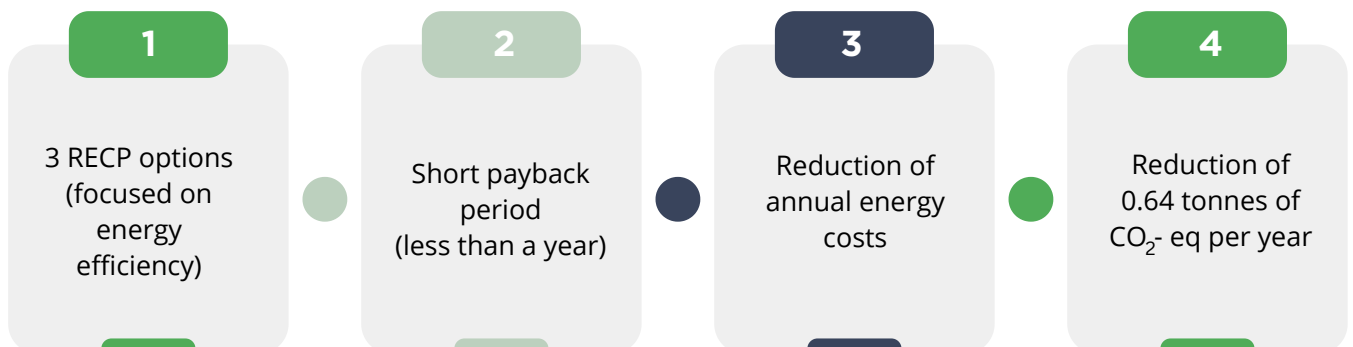 1
3 RECP options
(focused on
energy
efficiency)
2
Short payback
period
(less than a year)
3
Reduction of
annual energy
costs
4
Reduction of
0.64 tonnes of
CO₂- eq per year